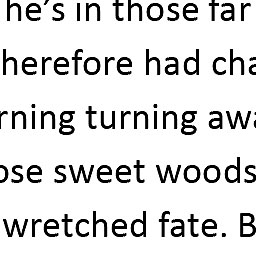 he's in those far
herefore had cha
rning turning awa
ose sweet woods
wretched fate. B